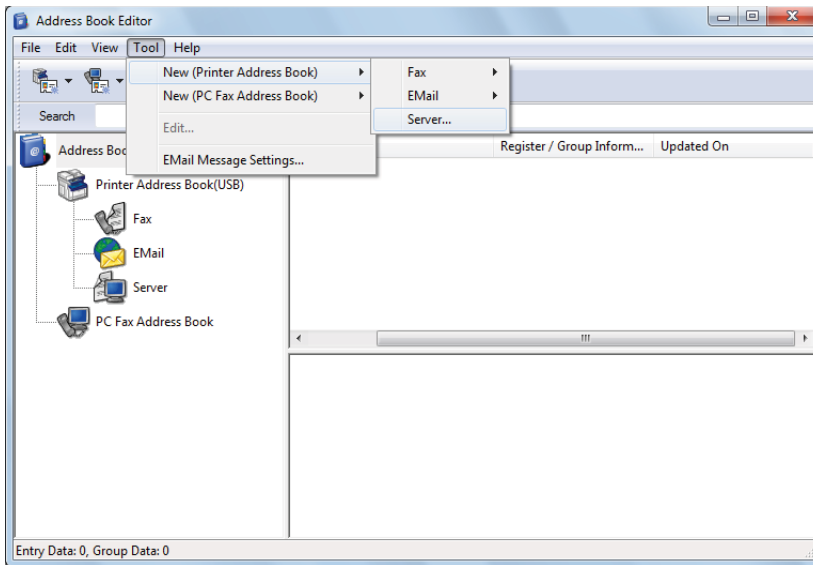 Address Book Editor
File Edit View Tool Help
New (Printer Address Book)
Fax
New (PC Fax Address Book)
EMail
Search
Edit...
Server...
Address Boo
EMail Message Settings...
Register / Group Inform... Updated On
Printer Address Book(USB)
Fax
EMail
Server
PC Fax Address Book
Entry Data: 0, Group Data: 0